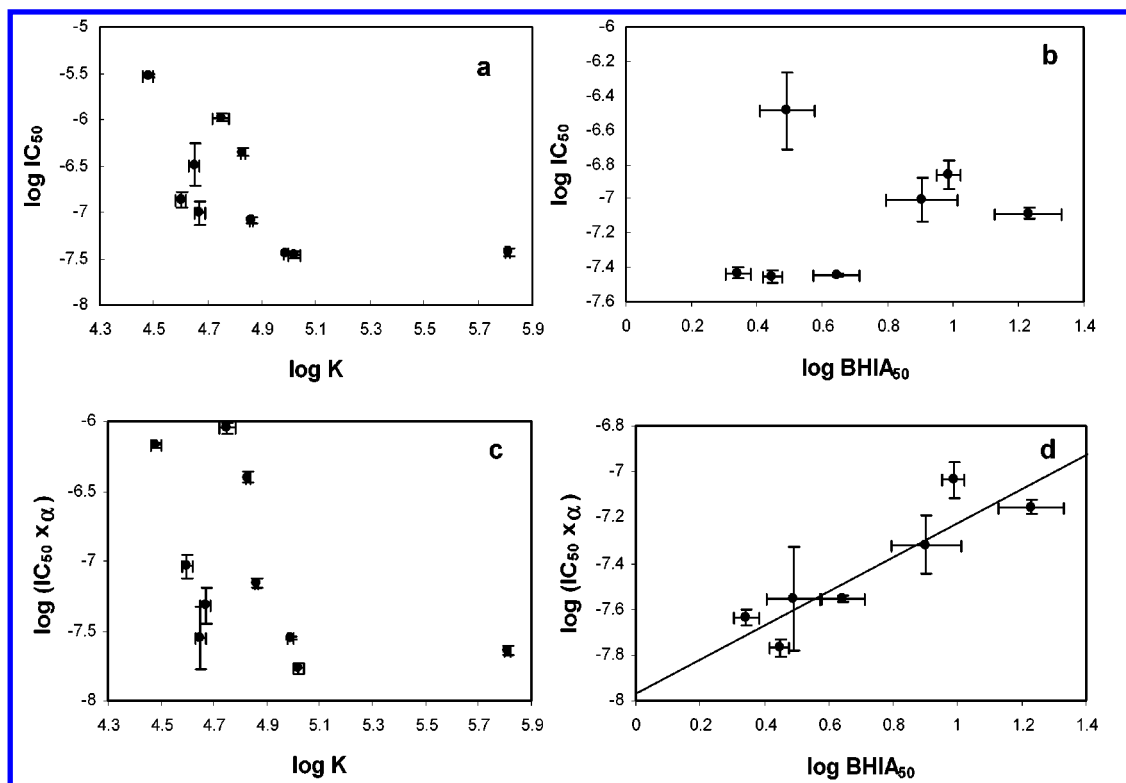 a
log IC50
-5
-5.5
-6
-6.5
-7
-7.5
-8
4.3 4.5 4.7 4.9 5.1 5.3 5.5 5.7 5.9
log K
b
log IC50
-6
-6.2
-6.4
-6.6
-6.8
-7
-7.2
-7.4
-7.6
0 0.2 0.4 0.6 0.8 1 1.2 1.4
log BHIA50
c
log (IC50 x α)
-6
-6.5
-7
-7.5
-8
4.3 4.5 4.7 4.9 5.1 5.3 5.5 5.7 5.9
log K
d
log (IC50 x α)
-6.8
-7
-7.2
-7.4
-7.6
-7.8
-8
0 0.2 0.4 0.6 0.8 1 1.2 1.4
log BHIA50